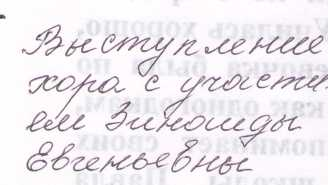 Выступление
хора с участи-
ем Зинаиды
Евгеньевны